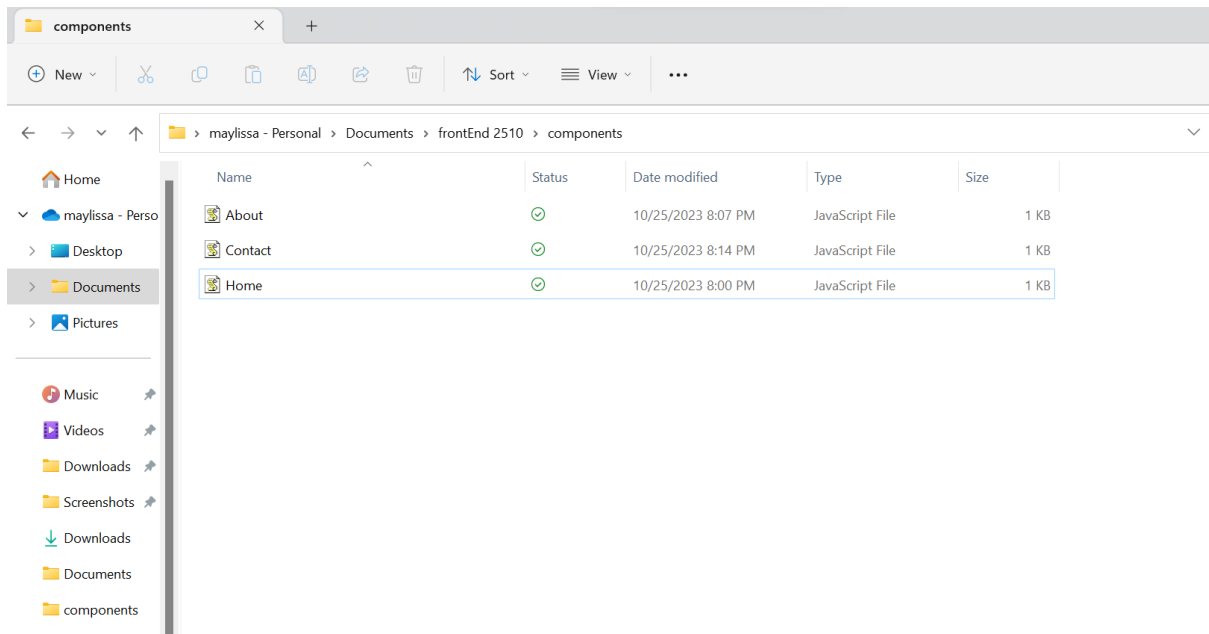 components
New Sort View
maylissa - Personal Documents frontEnd 2510 components
Home
maylissa - Perso
Desktop
Documents
Pictures
Music
Videos
Downloads
Screenshots
Downloads
Documents
components
Name Status Date modified Type Size
About 10/25/2023 8:07 PM JavaScript File 1 KB
Contact 10/25/2023 8:14 PM JavaScript File 1 KB
Home 10/25/2023 8:00 PM JavaScript File 1 KB